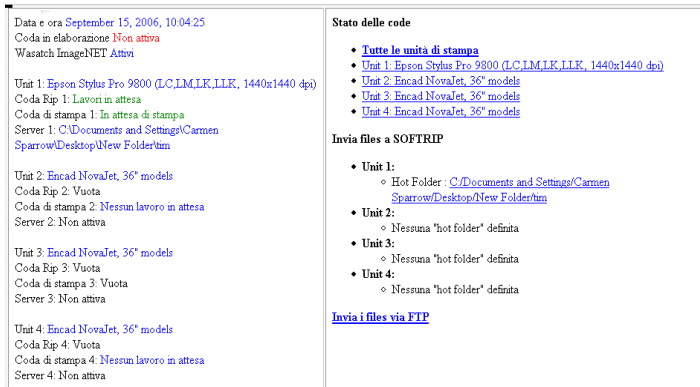 Data e ora September 15, 2006, 10:04:25
Coda in elaborazione Non attiva
Wasatch ImageNET Attivi
Unit 1: Epson Stylus Pro 9800 (LC,LM,LK,LLK, 1440x1440 dpi)
Coda Rip 1: Lavori in attesa
Coda di stampa 1: In attesa di stampa
Server 1: C:\Documents and Settings\Carmen
Sparrow\Desktop\New Folder\tim
Unit 2: Encad NovaJet, 36" models
Coda Rip 2: Vuota
Coda di stampa 2: Nessun lavoro in attesa
Server 2: Non attiva
Unit 3: Encad NovaJet, 36" models
Coda Rip 3: Vuota
Coda di stampa 3: Vuota
Server 3: Non attiva
Unit 4: Encad NovaJet, 36" models
Coda Rip 4: Vuota
Coda di stampa 4: Nessun lavoro in attesa
Server 4: Non attiva
Stato delle code
Tutte le unità di stampa
Unit 1: Epson Stylus Pro 9800 (LC,LM,LK,LLK, 1440x1440 dpi)
Unit 2: Encad NovaJet, 36" models
Unit 3: Encad NovaJet, 36" models
Unit 4: Encad NovaJet, 36" models
Invia files a SOFTRIP
Unit 1:
Hot Folder : C:/Documents and Settings/Carmen
Sparrow/Desktop/New Folder/tim
Unit 2:
Nessuna "hot folder" definita
Unit 3:
Nessuna "hot folder" definita
Unit 4:
Nessuna "hot folder" definita
Invia i files via FTP